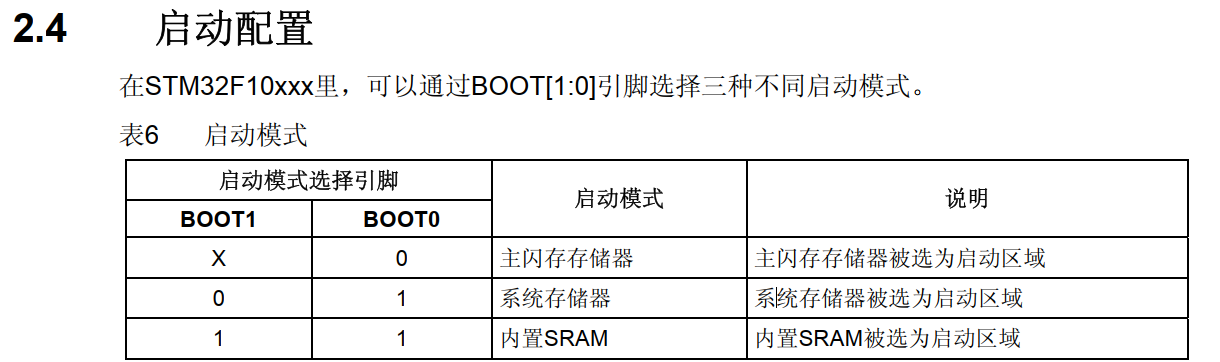 2.4 启动配置
在STM32F10xxx里，可以通过BOOT[1:0]引脚选择三种不同启动模式。
表6 启动模式
启动模式选择引脚 启动模式 说明
BOOT1 BOOT0
X 0 主闪存存储器 主闪存存储器被选为启动区域
0 1 系统存储器 系统存储器被选为启动区域
1 1 内置SRAM 内置SRAM被选为启动区域